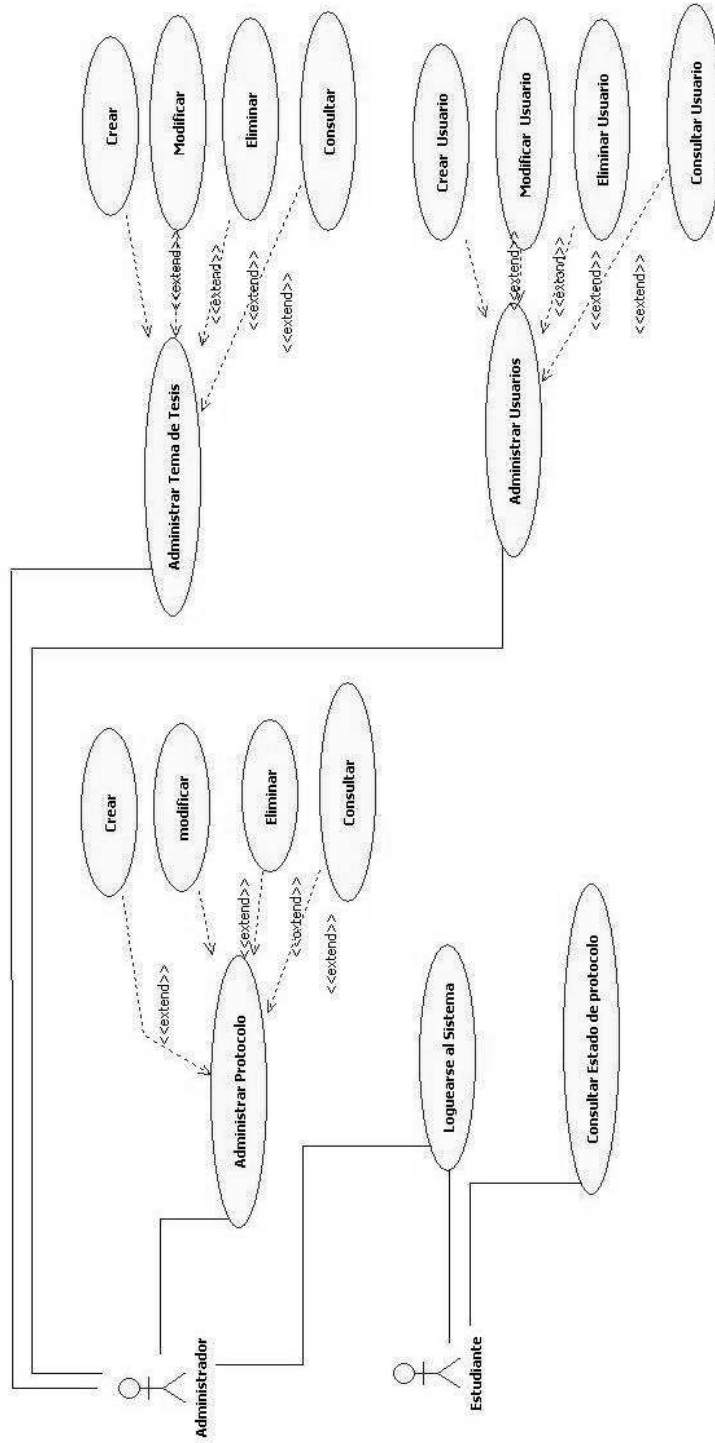 Administrador
Estudiante
Administrar Protocolo
Crear
modificar
Eliminar
Consultar
<<extend>>
<<extend>>
<<extend>>
<<extend>>
Loguearse al Sistema
Consultar Estado de protocolo
Administrar Tema de Tesis
Crear
Modificar
Eliminar
Consultar
<<extend>>
<<extend>>
<<extend>>
<<extend>>
Administrar Usuarios
Crear Usuario
Modificar Usuario
Eliminar Usuario
Consultar Usuario
<<extend>>
<<extend>>
<<extend>>
<<extend>>